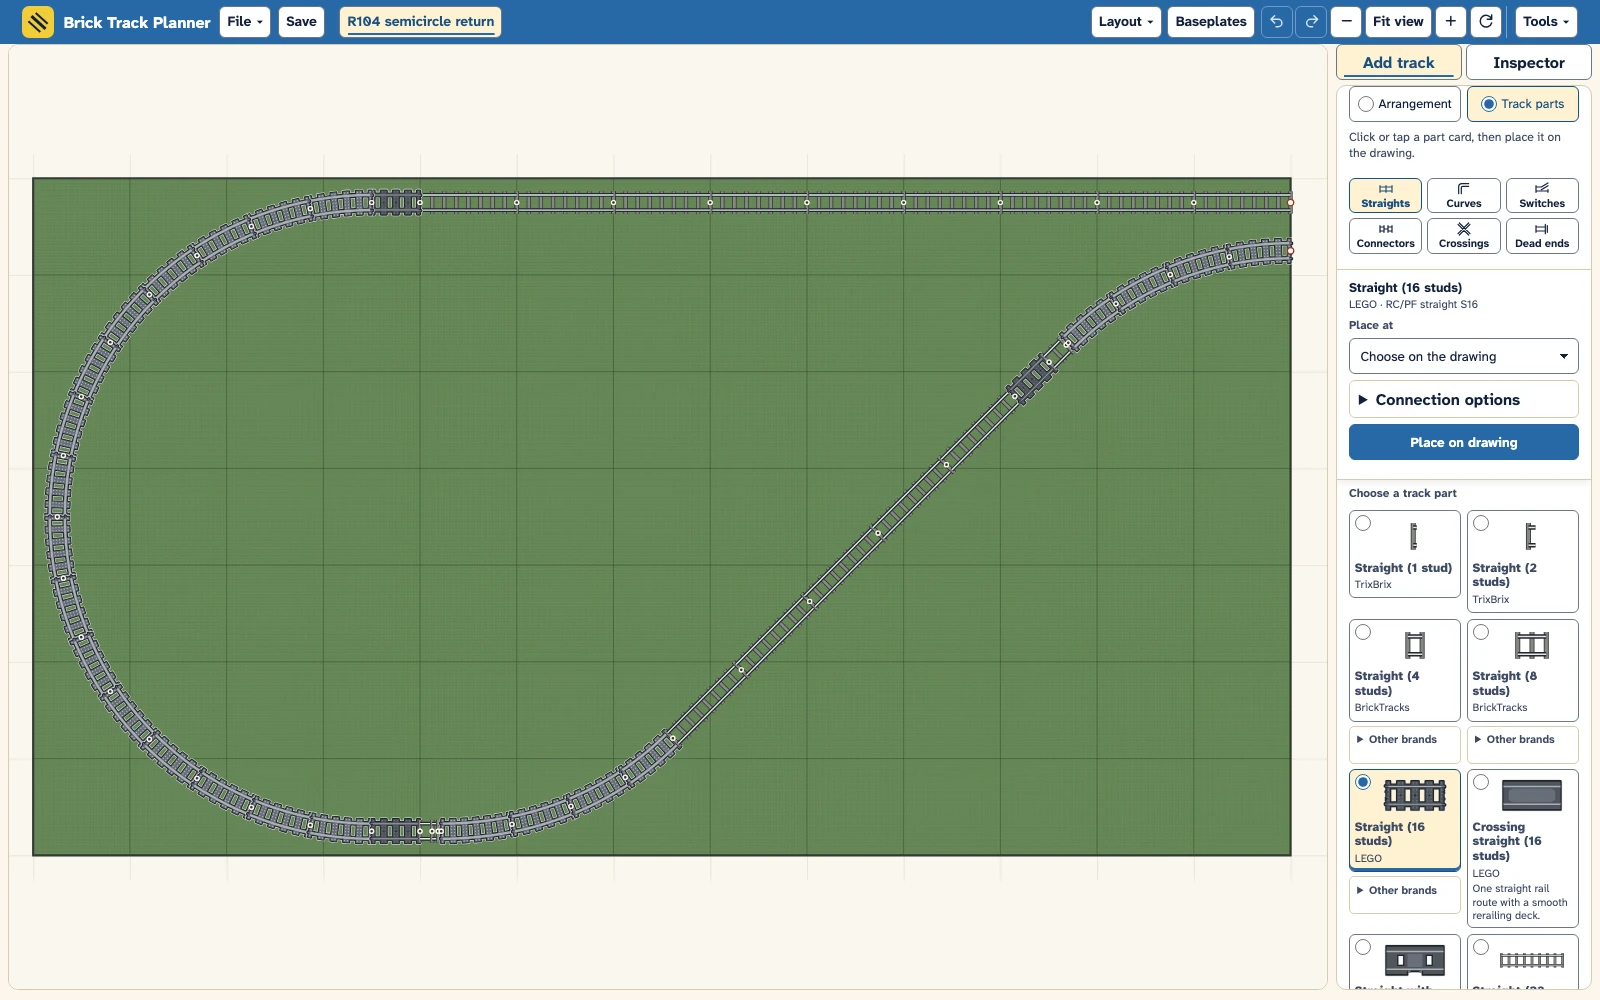 Brick Track Planner
File
Save
R104 semicircle return
Layout
Baseplates
Fit view
Tools
Add track
Inspector
Arrangement
Track parts
Click or tap a part card, then place it on
the drawing.
Straights
Curves
Switches
Connectors
Crossings
Dead ends
Straight (16 studs)
LEGO · RC/PF straight S16
Place at
Choose on the drawing
Connection options
Place on drawing
Choose a track part
Straight (1 stud)
TrixBrix
Straight (2
studs)
TrixBrix
Straight (4
studs)
BrickTracks
Straight (8
studs)
BrickTracks
Other brands
Other brands
Straight (16
studs)
LEGO
Other brands
Crossing
straight (16
studs)
LEGO
One straight rail
route with a smooth
rerailing deck.